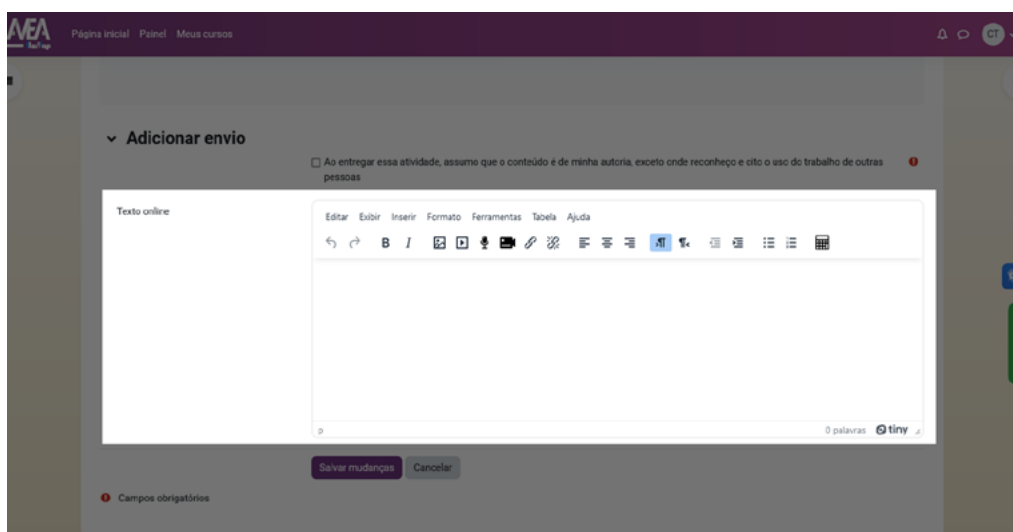 AVEA
Página inicial Painel Meus cursos
CT
Adicionar envio
Ao entregar essa atividade, assumo que o conteúdo é de minha autoria, exceto onde reconheço e cito o uso do trabalho de outras
pessoas
Texto online
Editar Exibir Inserir Formato Ferramentas Tabela Ajuda
B I
p
0 palavras tiny
Salvar mudanças Cancelar
Campos obrigatórios